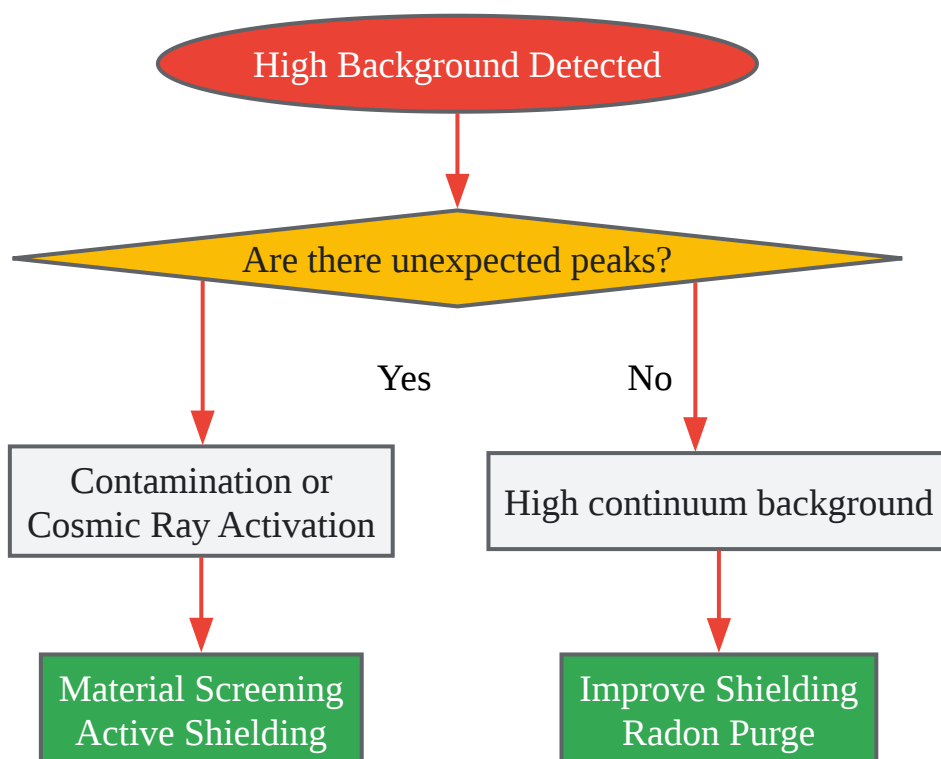 High Background Detected
Are there unexpected peaks?
Yes
No
Contamination or
Cosmic Ray Activation
High continuum background
Material Screening
Active Shielding
Improve Shielding
Radon Purge